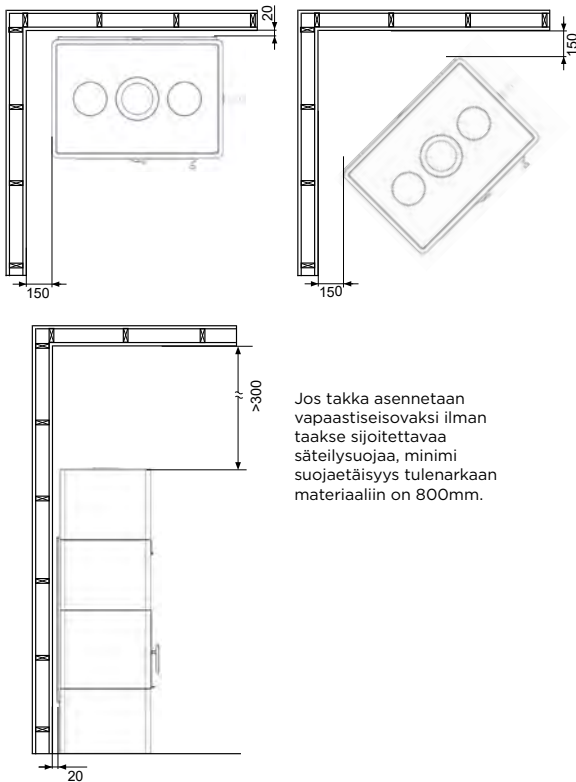 20
150
150
150
>300
Jos takka asennetaan
vapaastiseisovaksi ilman
taakse sijoitettavaa
säteilysuojaa, minimi
suojaetäisyys tulenarkaan
materiaaliin on 800mm.
20